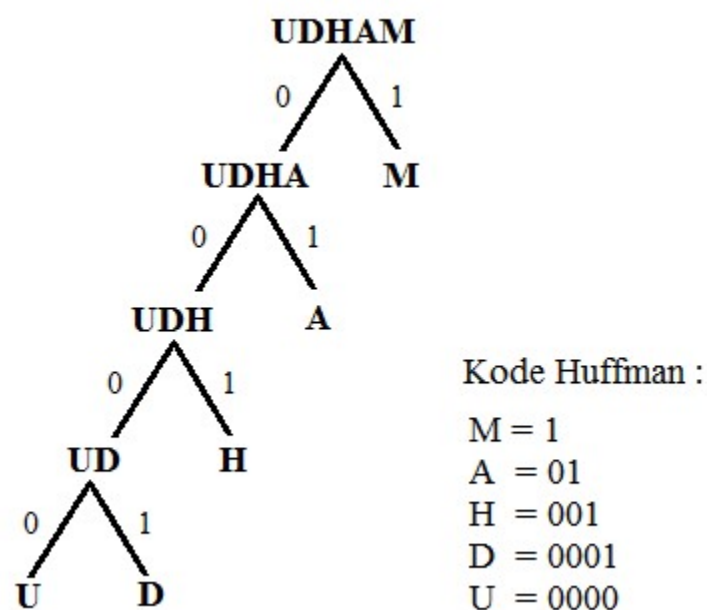 UDHAM
0 1
UDHA M
0 1
UDH A
0 1
Kode Huffman :
M = 1
UD H
A = 01
0 1
H = 001
D = 0001
U D
U = 0000